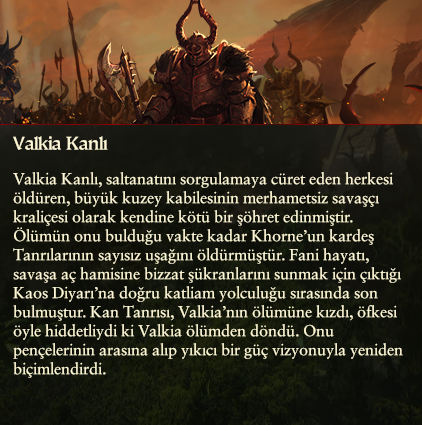 Valkia Kanlı
Valkia Kanlı, saltanatını sorgulamaya cüret eden herkesi
öldüren, büyük kuzey kabilesinin merhametsiz savaşçı
kraliçesi olarak kendine kötü bir şöhret edinmiştir.
Ölümün onu bulduğu vakte kadar Khorne'un kardeş
Tanrılarının sayısız uşağını öldürmüştür. Fani hayatı,
savaşa aç hamisine bizzat şükranlarını sunmak için çıktığı
Kaos Diyarı'na doğru katliam yolculuğu sırasında son
bulmuştur. Kan Tanrısı, Valkia'nın ölümüne kızdı, öfkesi
öyle hiddetliydi ki Valkia ölümden döndü. Onu
pençelerinin arasına alıp yıkıcı bir güç vizyonuyla yeniden
biçimlendirdi.